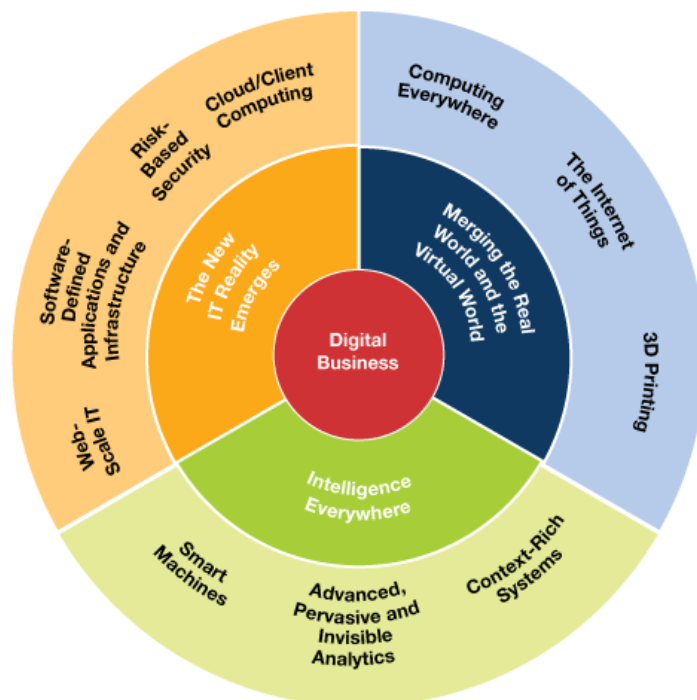 Cloud/Client
Computing
Risk-
Based
Security
Software-
Defined
Applications and
Infrastructure
Web-
Scale IT
The New
IT Reality
Emerges
Computing
Everywhere
The Internet
of Things
3D Printing
Merging the Real
World and the
Virtual World
Digital
Business
Intelligence
Everywhere
Smart
Machines
Advanced,
Pervasive and
Invisible
Analytics
Context-Rich
Systems